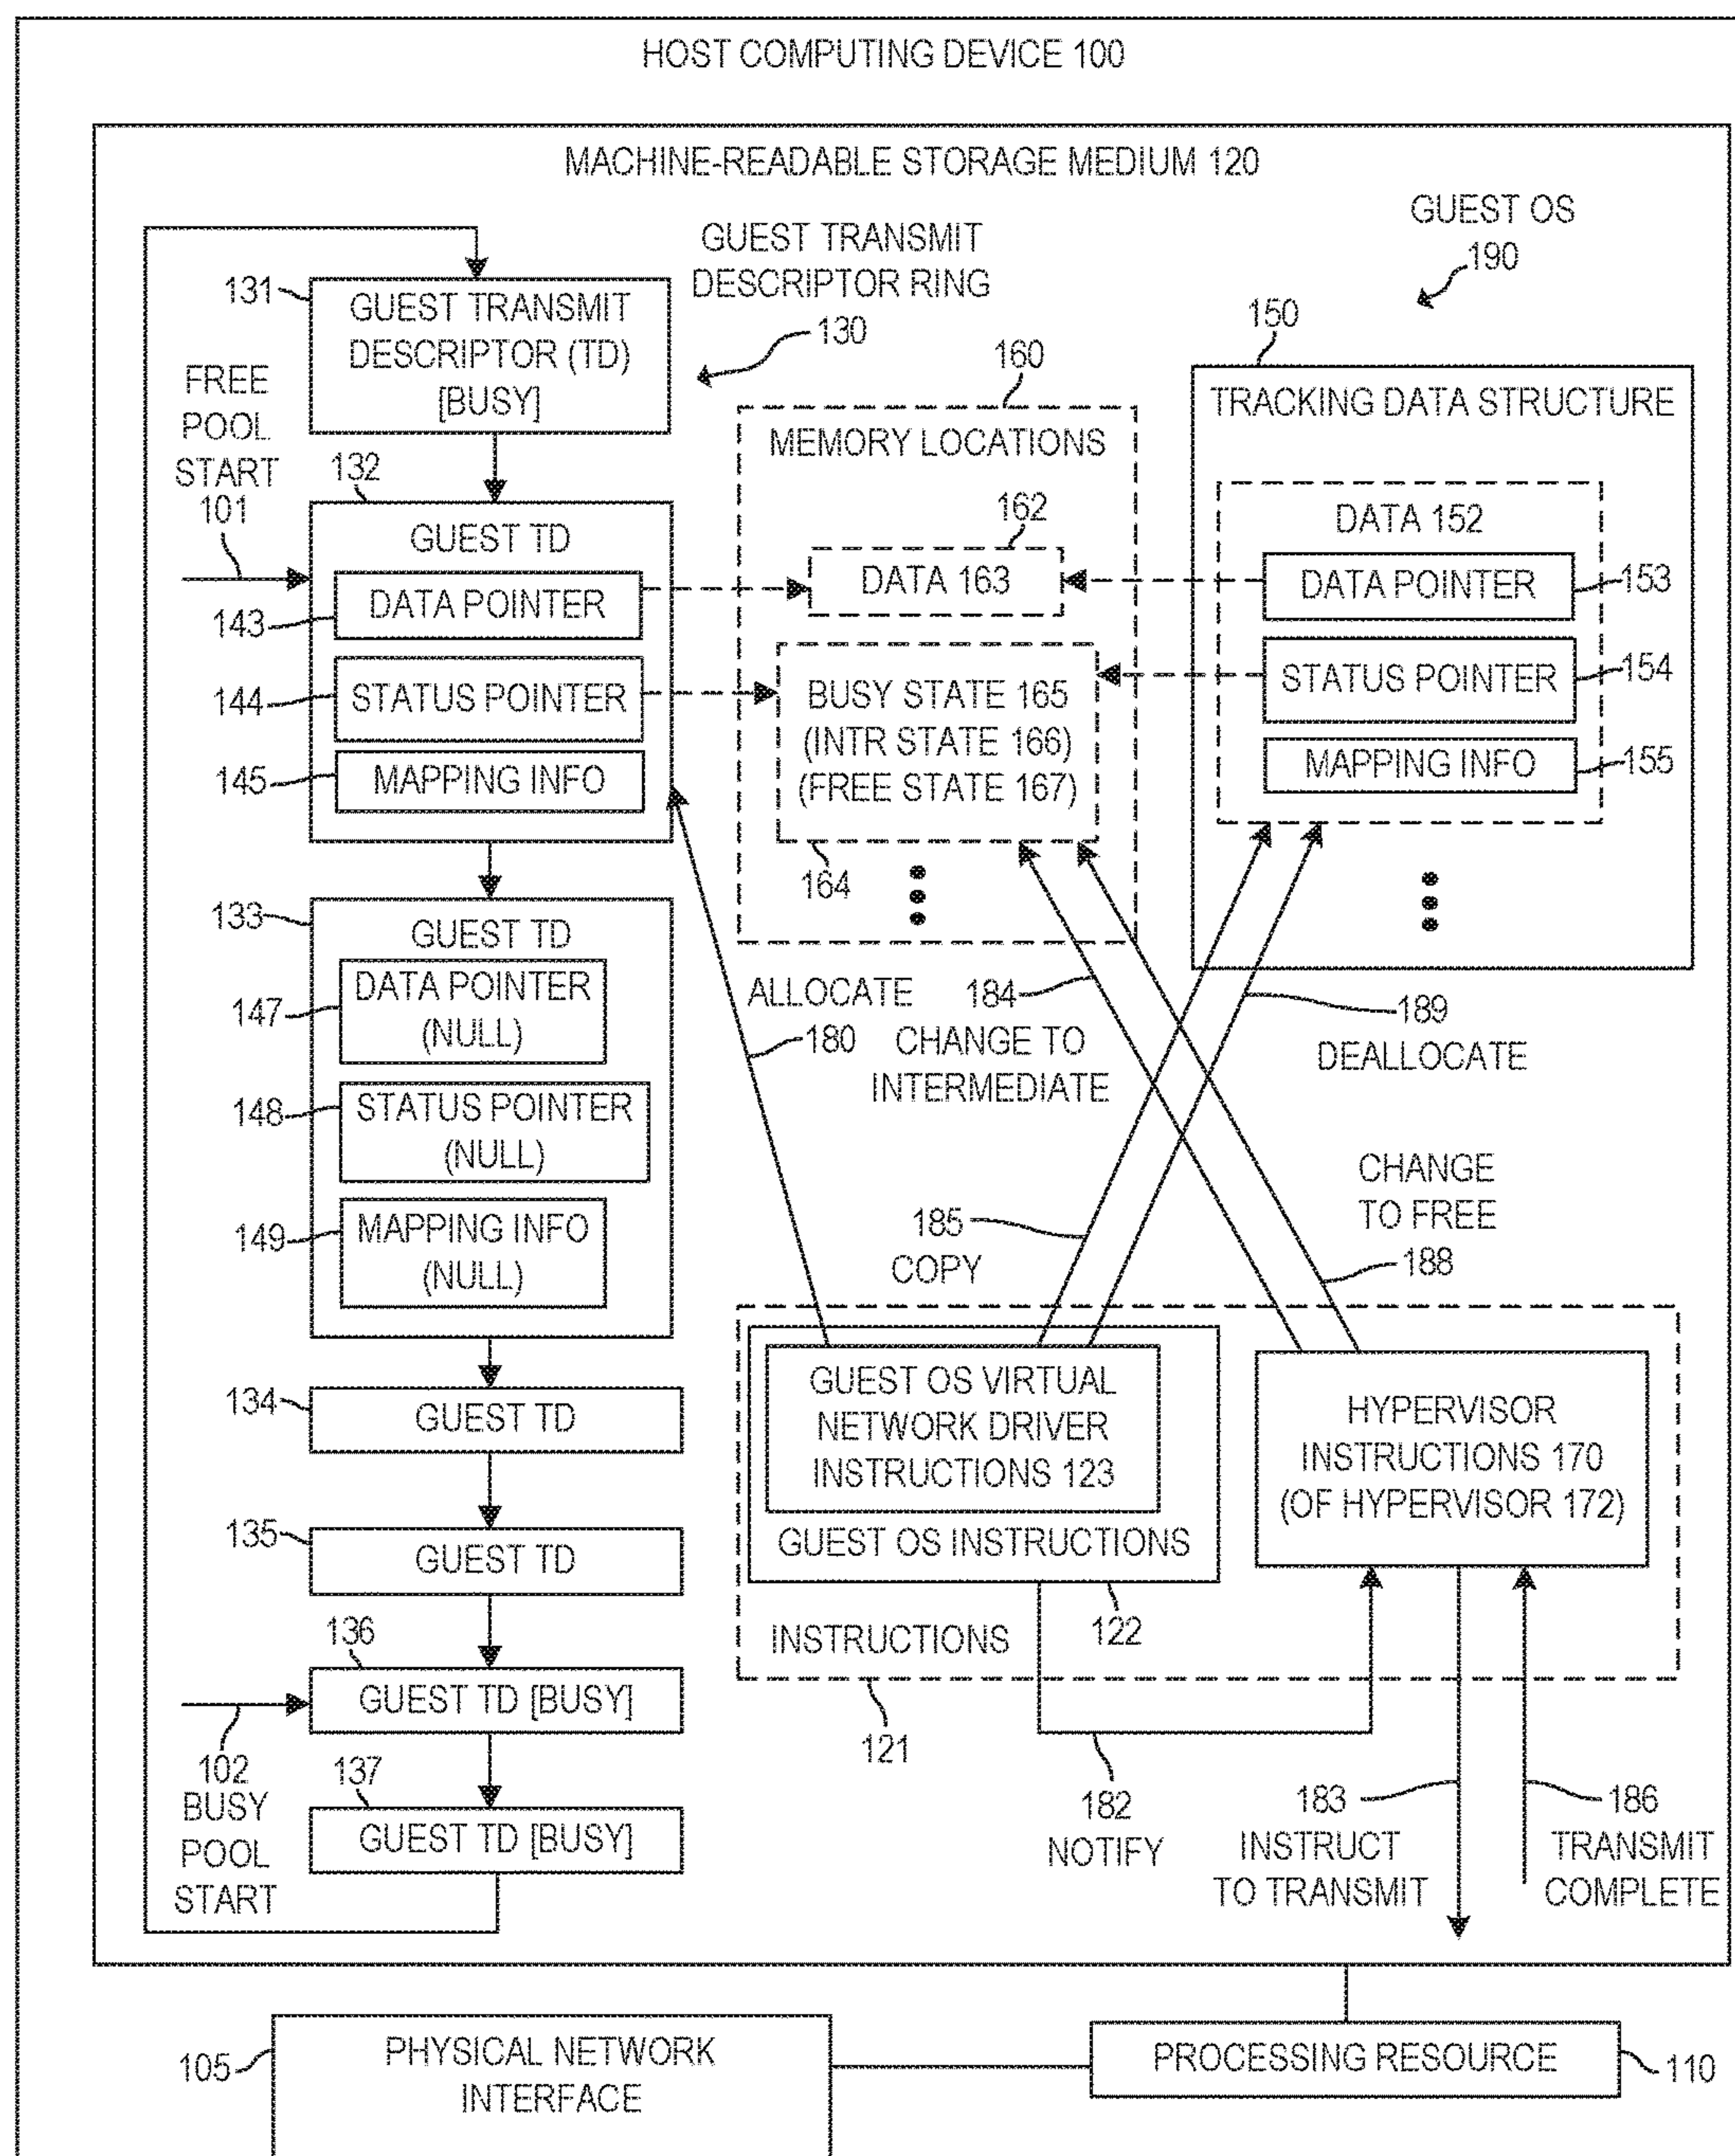 HOST COMPUTING DEVICE 100
MACHINE-READABLE STORAGE MEDIUM 120
GUEST OS
190
GUEST TRANSMIT
DESCRIPTOR RING
130
131
GUEST TRANSMIT
DESCRIPTOR (TD)
[BUSY]
FREE
POOL
START
101
132
GUEST TD
143
DATA POINTER
144
STATUS POINTER
145
MAPPING INFO
160
MEMORY LOCATIONS
162
DATA 163
BUSY STATE 165
(INTR STATE 166)
(FREE STATE 167)
164
150
TRACKING DATA STRUCTURE
DATA 152
DATA POINTER
153
STATUS POINTER
154
MAPPING INFO
155
133
GUEST TD
147
DATA POINTER
(NULL)
148
STATUS POINTER
(NULL)
149
MAPPING INFO
(NULL)
ALLOCATE
180
184
CHANGE TO
INTERMEDIATE
189
DEALLOCATE
185
COPY
CHANGE
TO FREE
188
134
GUEST TD
135
GUEST TD
136
GUEST TD [BUSY]
102
BUSY
POOL
START
137
GUEST TD [BUSY]
GUEST OS VIRTUAL
NETWORK DRIVER
INSTRUCTIONS 123
GUEST OS INSTRUCTIONS
122
HYPERVISOR
INSTRUCTIONS 170
(OF HYPERVISOR 172)
INSTRUCTIONS
121
182
NOTIFY
183
INSTRUCT
TO TRANSMIT
186
TRANSMIT
COMPLETE
105
PHYSICAL NETWORK
INTERFACE
PROCESSING RESOURCE
110